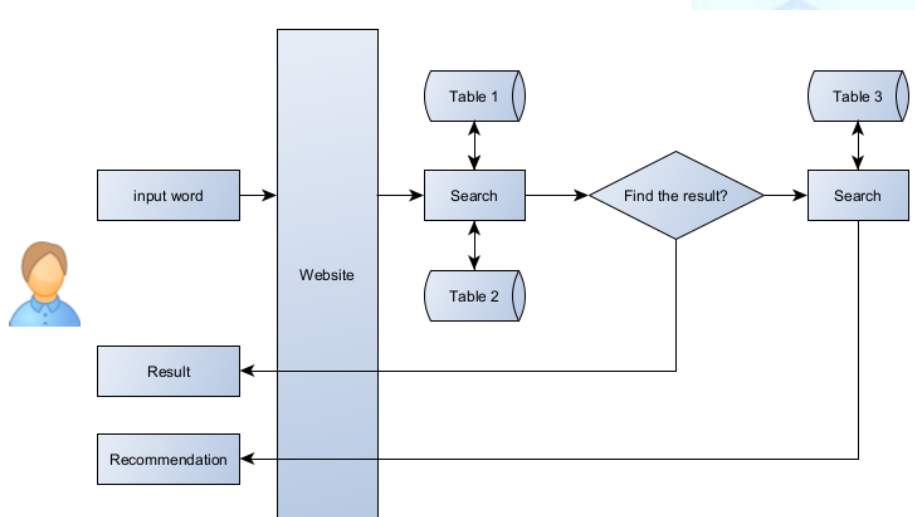 Table 1
Table 3
input word
Search
Find the result?
Search
Website
Table 2
Result
Recommendation